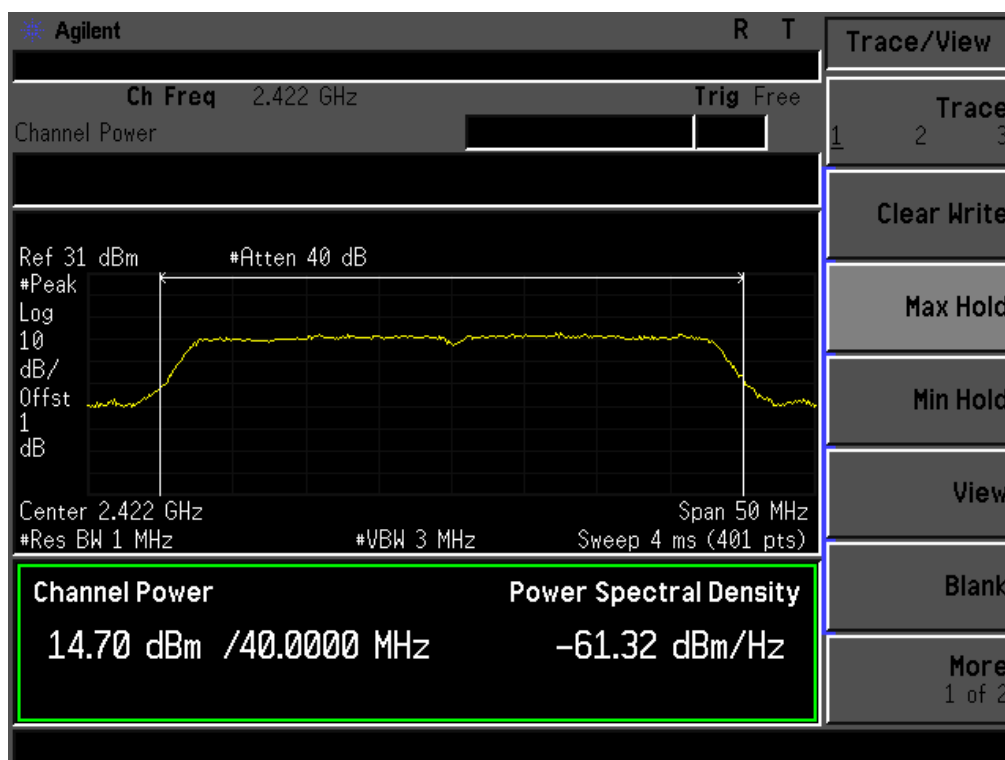 Agilent R T
Trace/View
Ch Freq 2.422 GHz Trig Free
Channel Power
Trace
1 2 3
Clear Write
Ref 31 dBm #Atten 40 dB
#Peak
Log
10
dB/
Offst
1
dB
Max Hold
Min Hold
View
Center 2.422 GHz Span 50 MHz
#Res BW 1 MHz #VBW 3 MHz Sweep 4 ms (401 pts)
Channel Power Power Spectral Density
14.70 dBm /40.0000 MHz -61.32 dBm/Hz
Blank
More
1 of 2